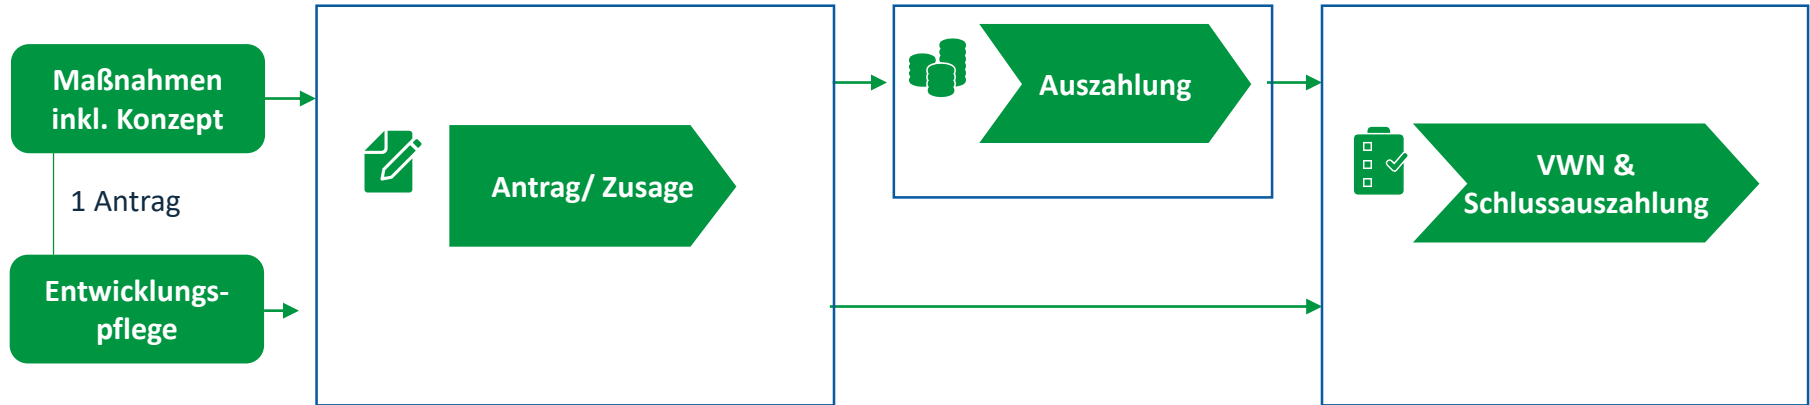 Maßnahmen
inkl. Konzept
1 Antrag
Entwicklungs-
pflege
Antrag/ Zusage
Auszahlung
VWN &
Schlussauszahlung